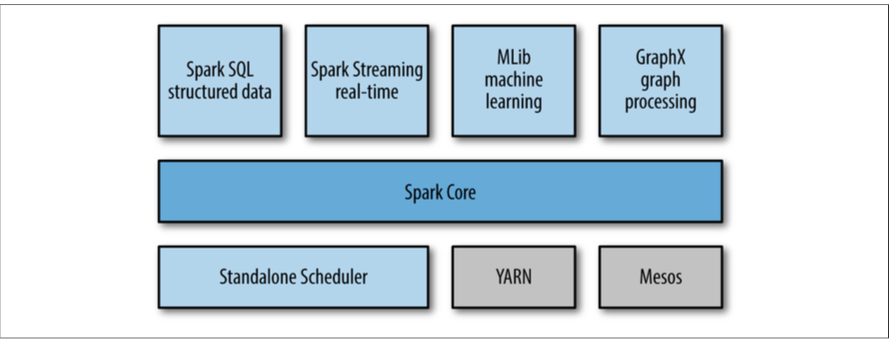 Spark SQL
structured data
Spark Streaming
real-time
MLib
machine
learning
GraphX
graph
processing
Spark Core
Standalone Scheduler
YARN
Mesos